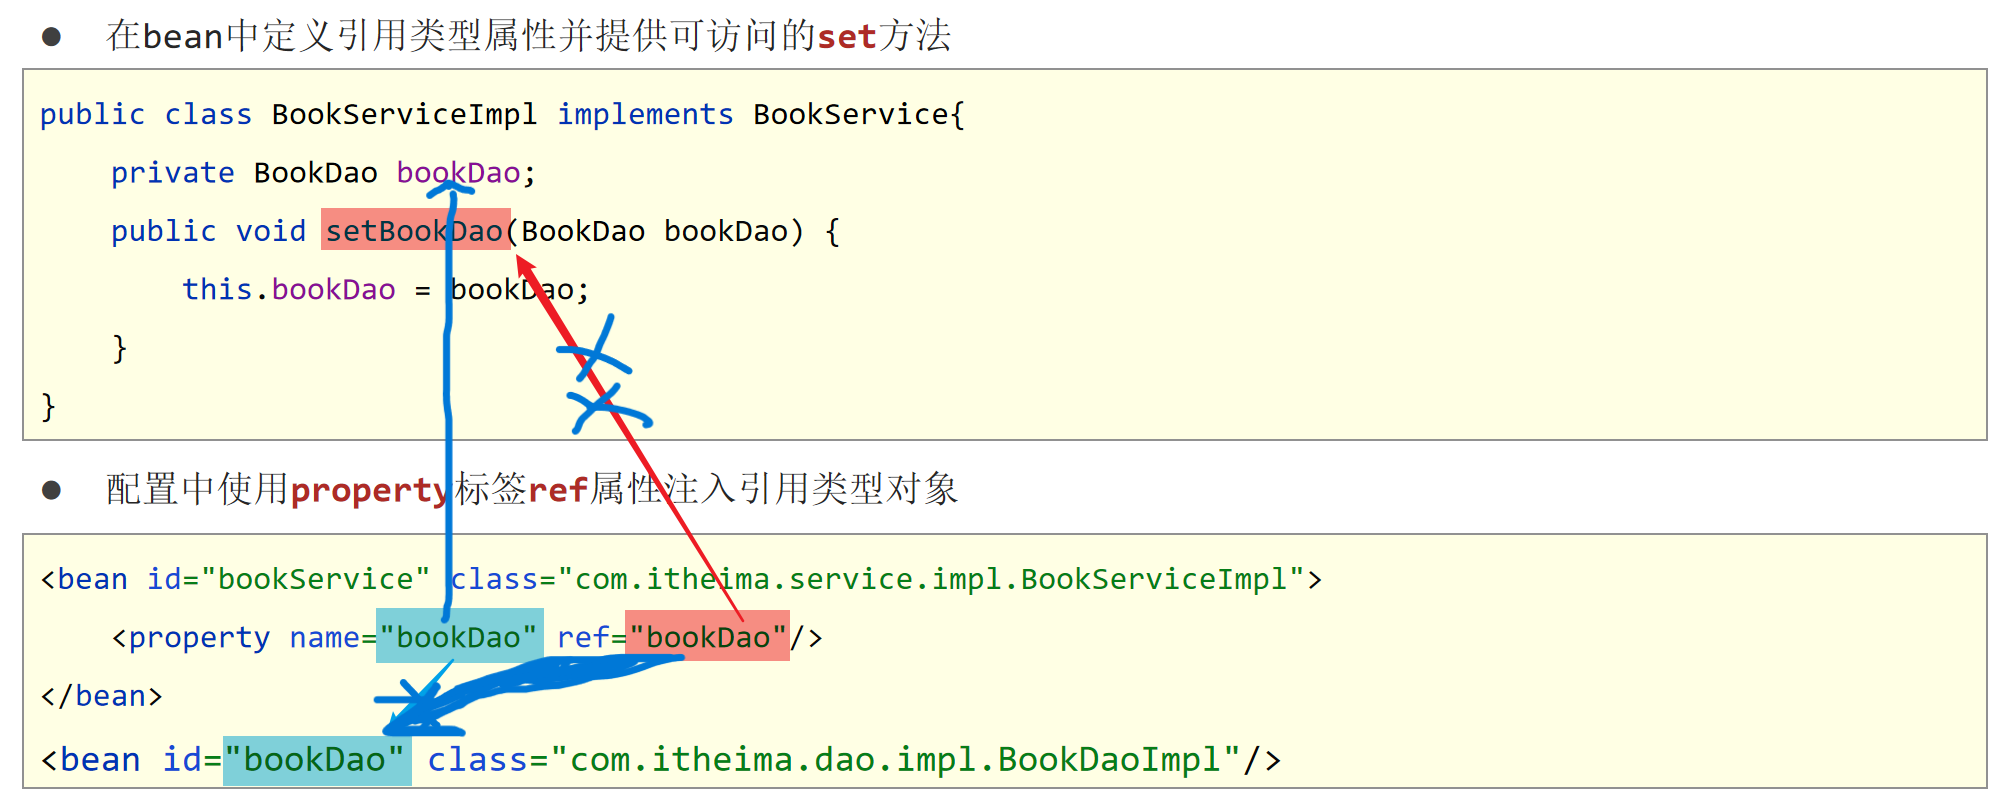 ● 在bean中定义引用类型属性并提供可访问的set方法
public class BookServiceImpl implements BookService{
    private BookDao bookDao;
    public void setBookDao(BookDao bookDao) {
        this.bookDao = bookDao;
    }
}
● 配置中使用property标签ref属性注入引用类型对象
<bean id="bookService" class="com.itheima.service.impl.BookServiceImpl">
    <property name="bookDao" ref="bookDao"/>
</bean>
<bean id="bookDao" class="com.itheima.dao.impl.BookDaoImpl"/>